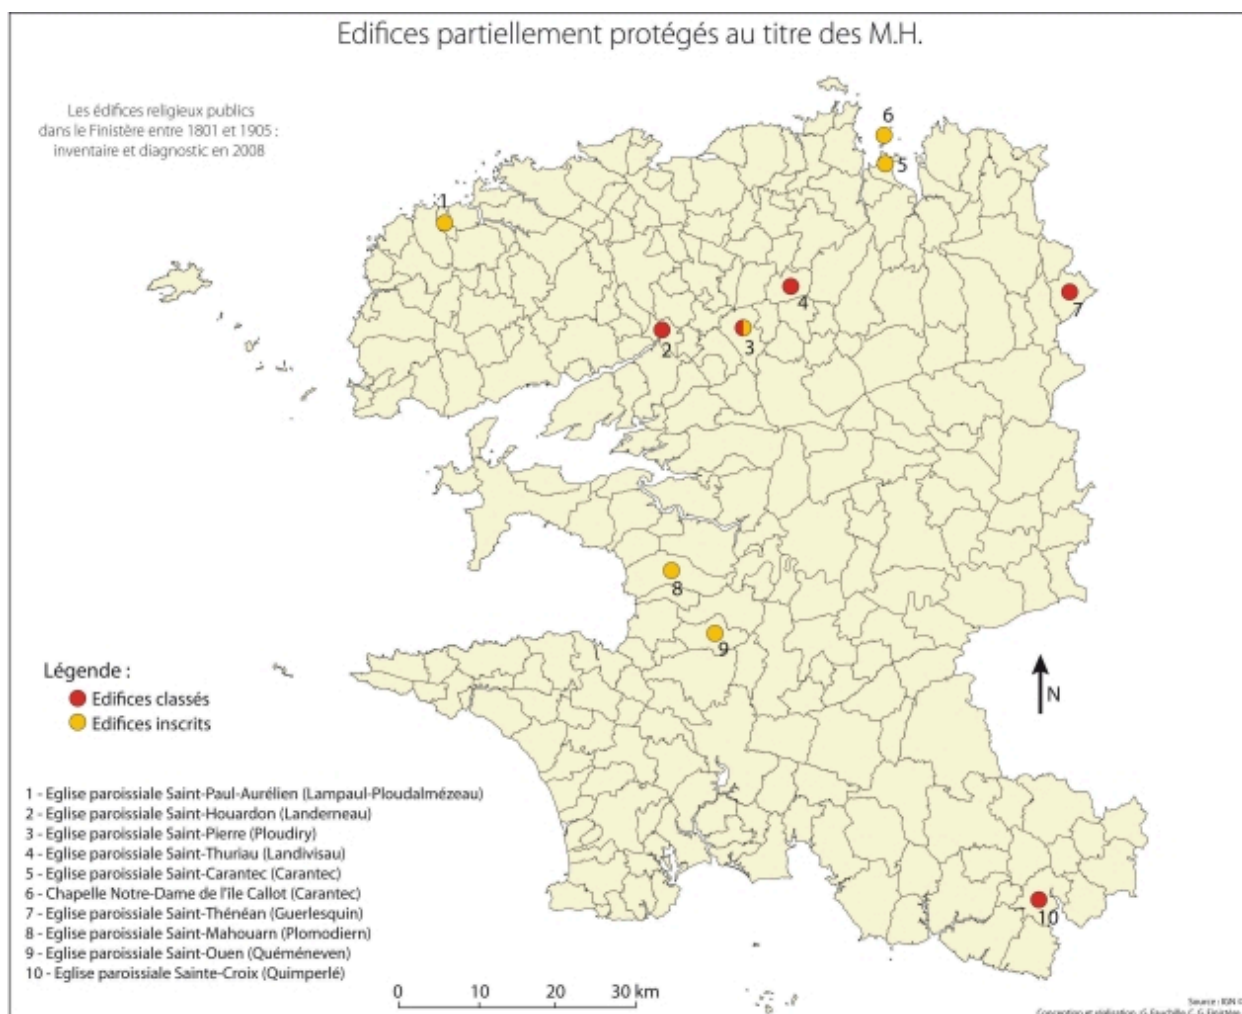 Edifices partiellement protégés au titre des M.H.
Les édifices religieux publics
dans le Finistère entre 1801 et 1905 :
inventaire et diagnostic en 2008
6
5
1
4
7
2
3
8
9
N
10
Légende :
Edifices classés
Edifices inscrits
1 - Eglise paroissiale Saint-Paul-Aurélien (Lampaul-Ploudalmézeau)
2 - Eglise paroissiale Saint-Houardon (Landerneau)
3 - Eglise paroissiale Saint-Pierre (Ploudiry)
4 - Eglise paroissiale Saint-Thuriau (Landivisau)
5 - Eglise paroissiale Saint-Carantec (Carantec)
6 - Chapelle Notre-Dame de l'île Callot (Carantec)
7 - Eglise paroissiale Saint-Thénéan (Guerlesquin)
8 - Eglise paroissiale Saint-Mahouarn (Plomodiern)
9 - Eglise paroissiale Saint-Ouen (Quéméneven)
10 - Eglise paroissiale Sainte-Croix (Quimperlé)
0 10 20 30 km
Source : IGN ©
Conception et réalisation